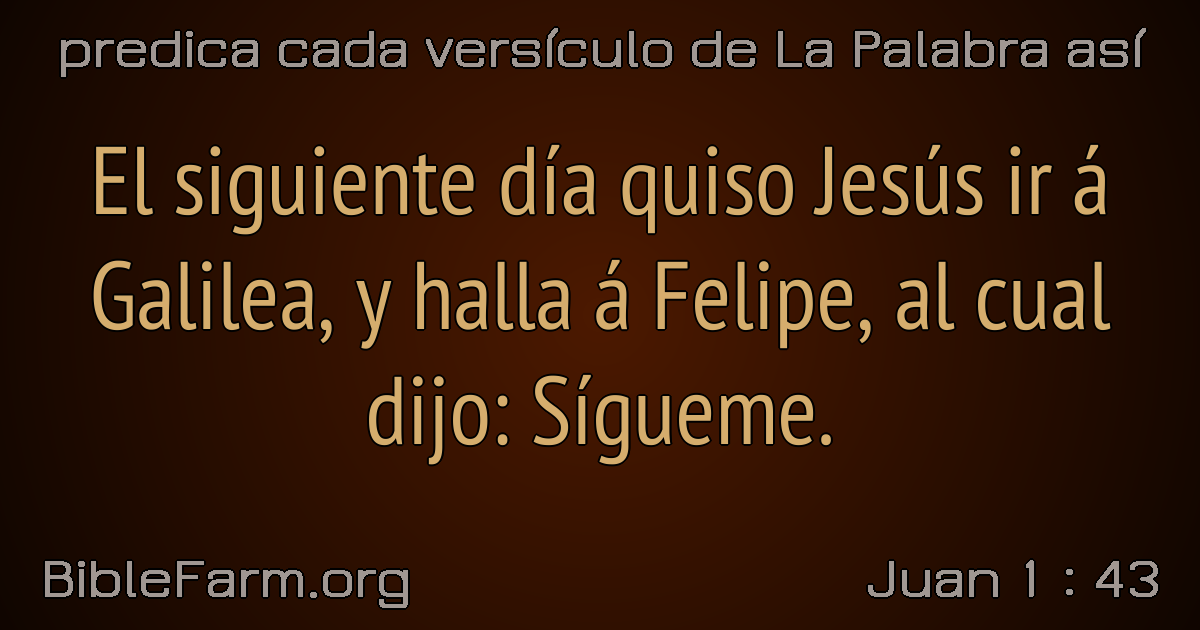 predica cada versículo de La Palabra así
El siguiente día quiso Jesús ir á
Galilea, y halla á Felipe, al cual
dijo: Sígueme.
BibleFarm.org
Juan 1 : 43